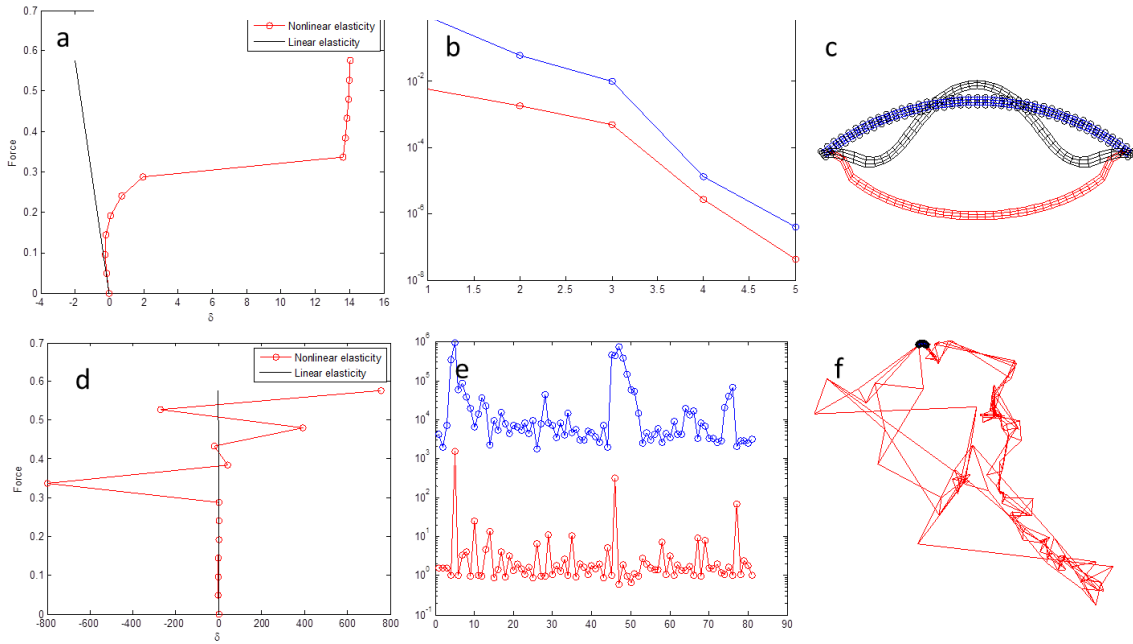 a
Nonlinear elasticity
Linear elasticity
0.7
0.6
0.5
0.4
0.3
0.2
0.1
0
Force
-4 -2 0 2 4 6 8 10 12 14 16
δ
b
10^-2
10^-4
10^-6
10^-8
1 1.5 2 2.5 3 3.5 4 4.5 5
c
d
Nonlinear elasticity
Linear elasticity
0.7
0.6
0.5
0.4
0.3
0.2
0.1
0
Force
-800 -600 -400 -200 0 200 400 600 800
δ
e
10^6
10^5
10^4
10^3
10^2
10^1
10^0
10^-1
0 10 20 30 40 50 60 70 80 90
f